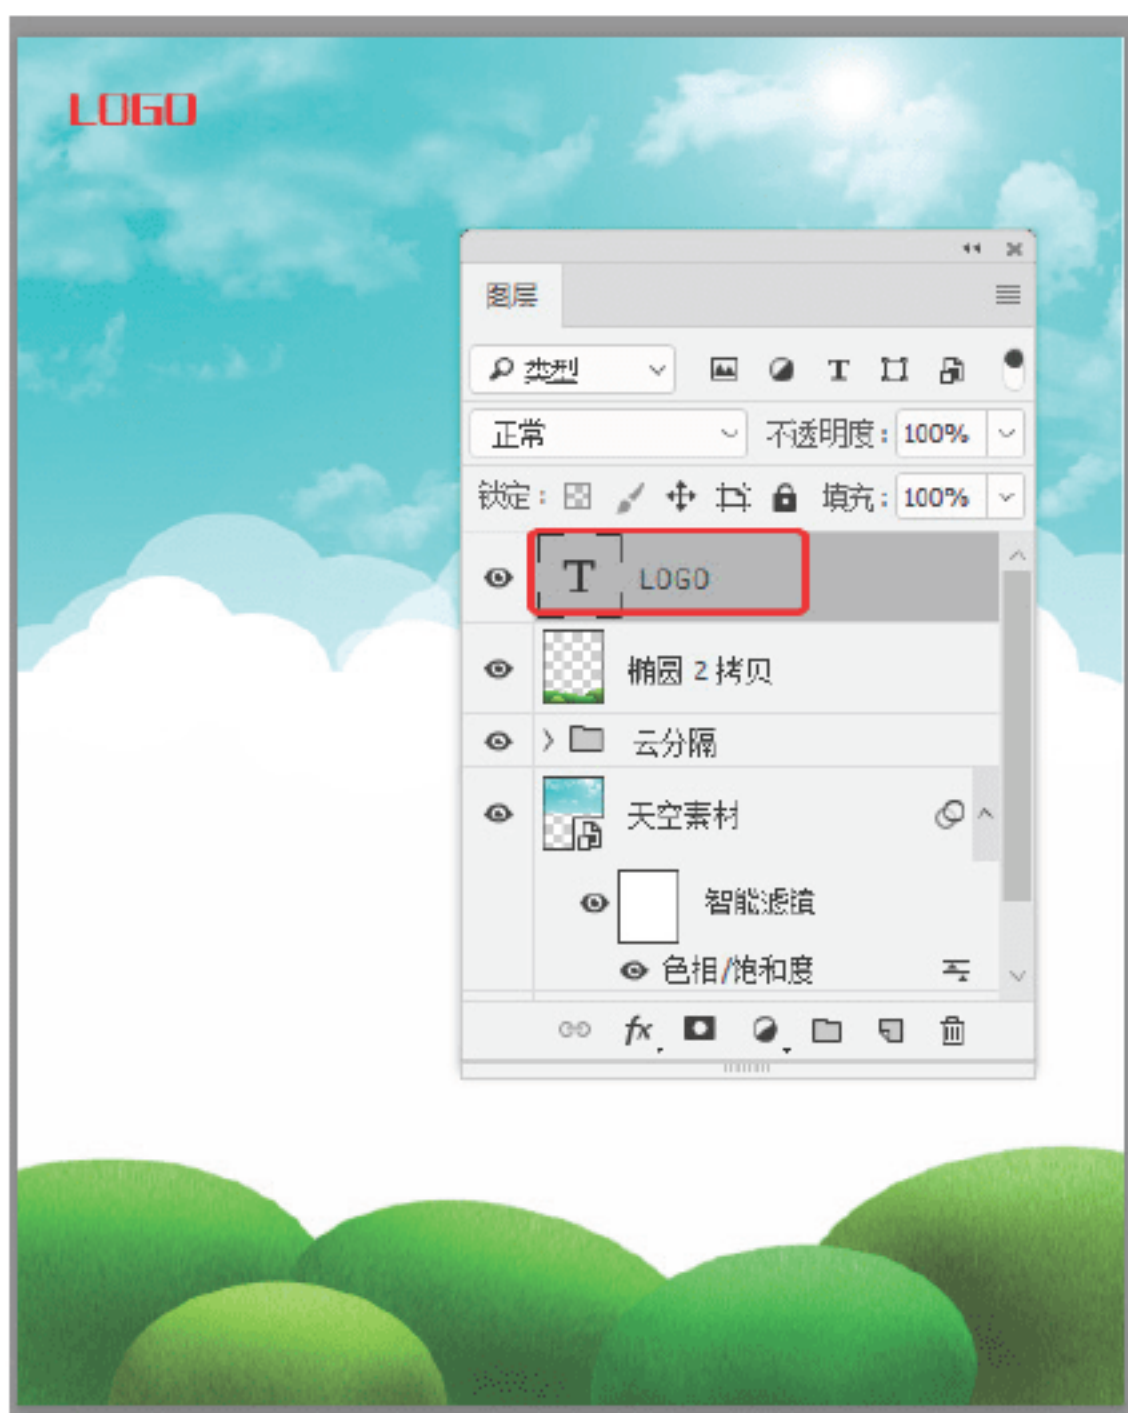 LOGO
图层
类型
正常 不透明度: 100%
锁定: 填充: 100%
T LOGO
椭圆 2 拷贝
云分隔
天空素材
智能滤镜
色相/饱和度
fx